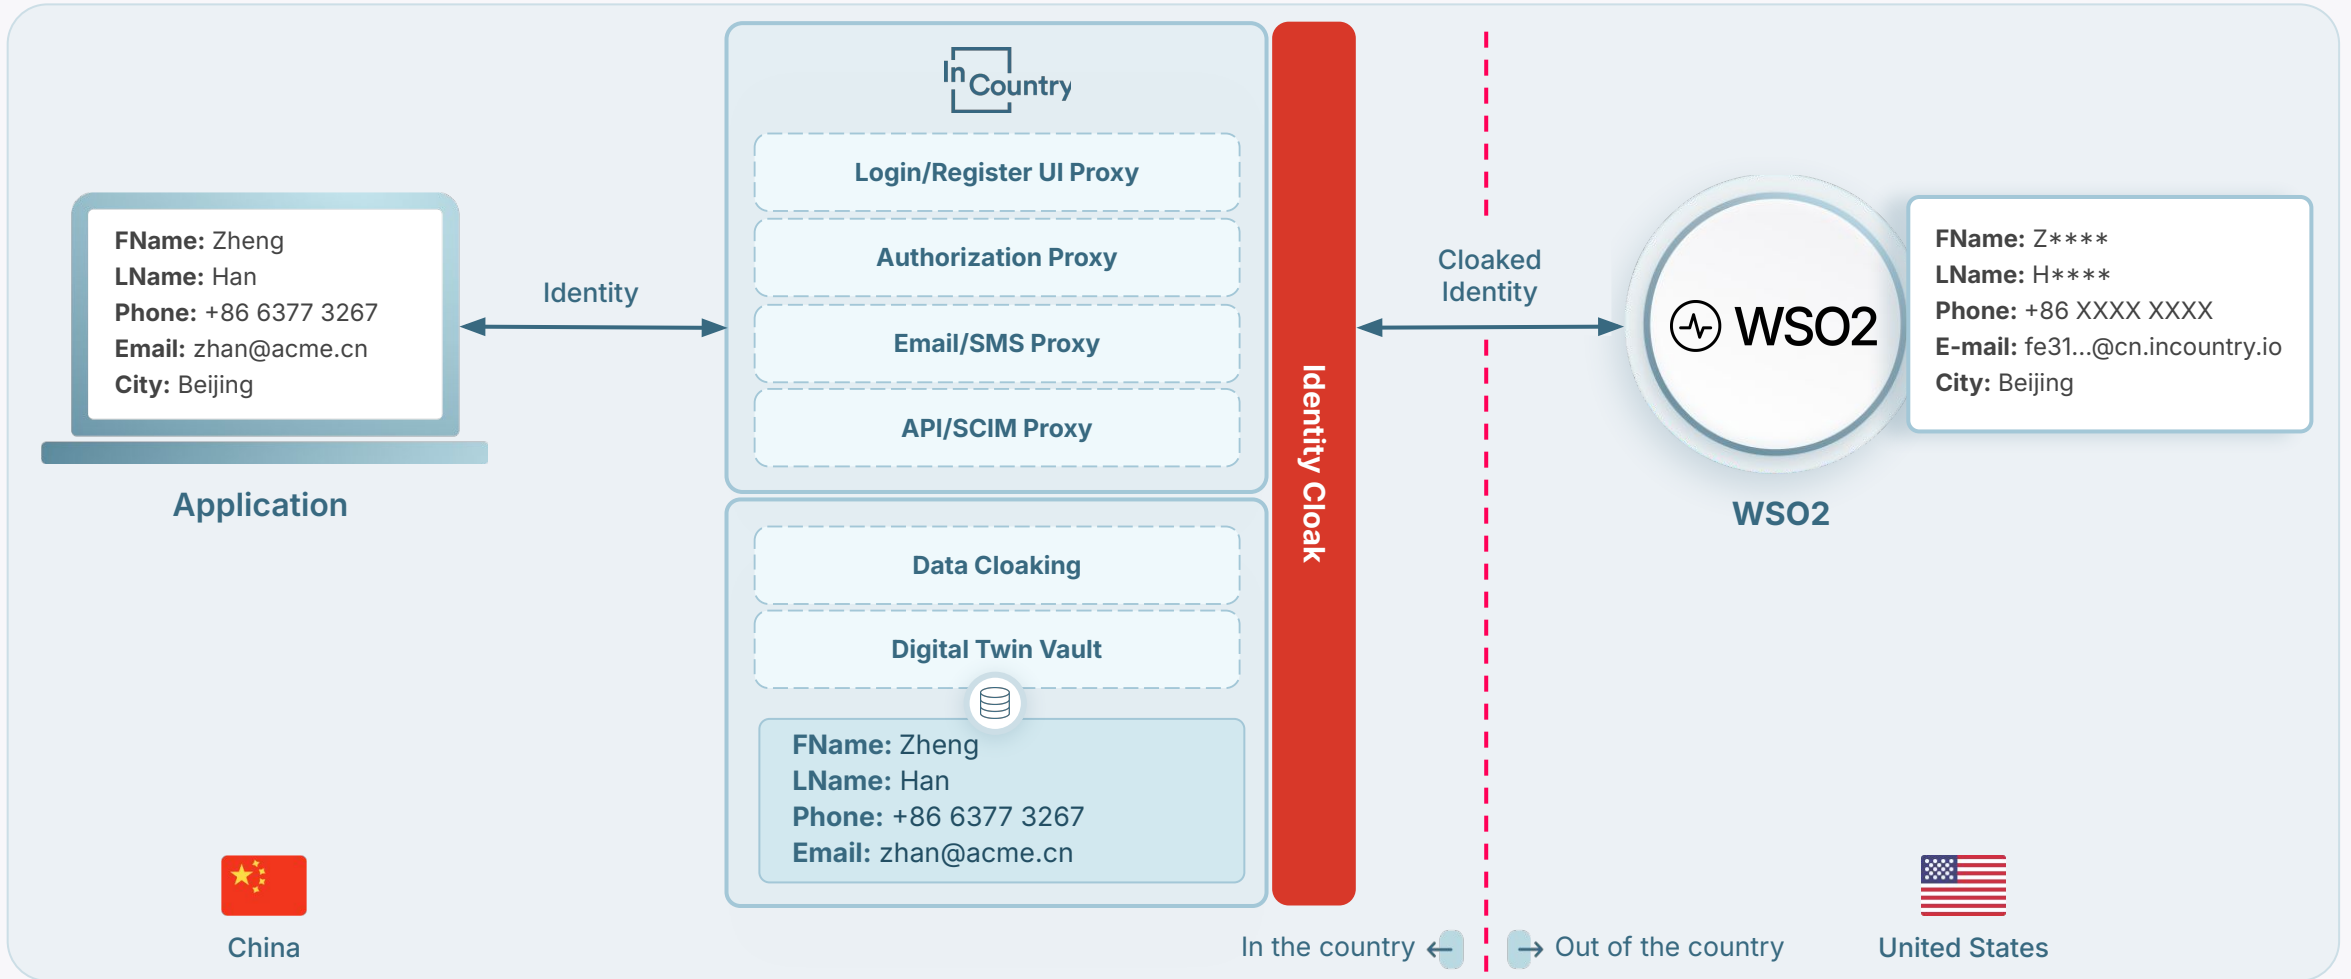 FName: Zheng
LName: Han
Phone: +86 6377 3267
Email: zhan@acme.cn
City: Beijing
Application
Identity
In
Country
Login/Register UI Proxy
Authorization Proxy
Email/SMS Proxy
API/SCIM Proxy
Data Cloaking
Digital Twin Vault
FName: Zheng
LName: Han
Phone: +86 6377 3267
Email: zhan@acme.cn
Identity Cloak
Cloaked
Identity
WSO2
FName: Z****
LName: H****
Phone: +86 XXXX XXXX
E-mail: fe31...@cn.incountry.io
City: Beijing
WSO2
China
In the country
Out of the country
United States